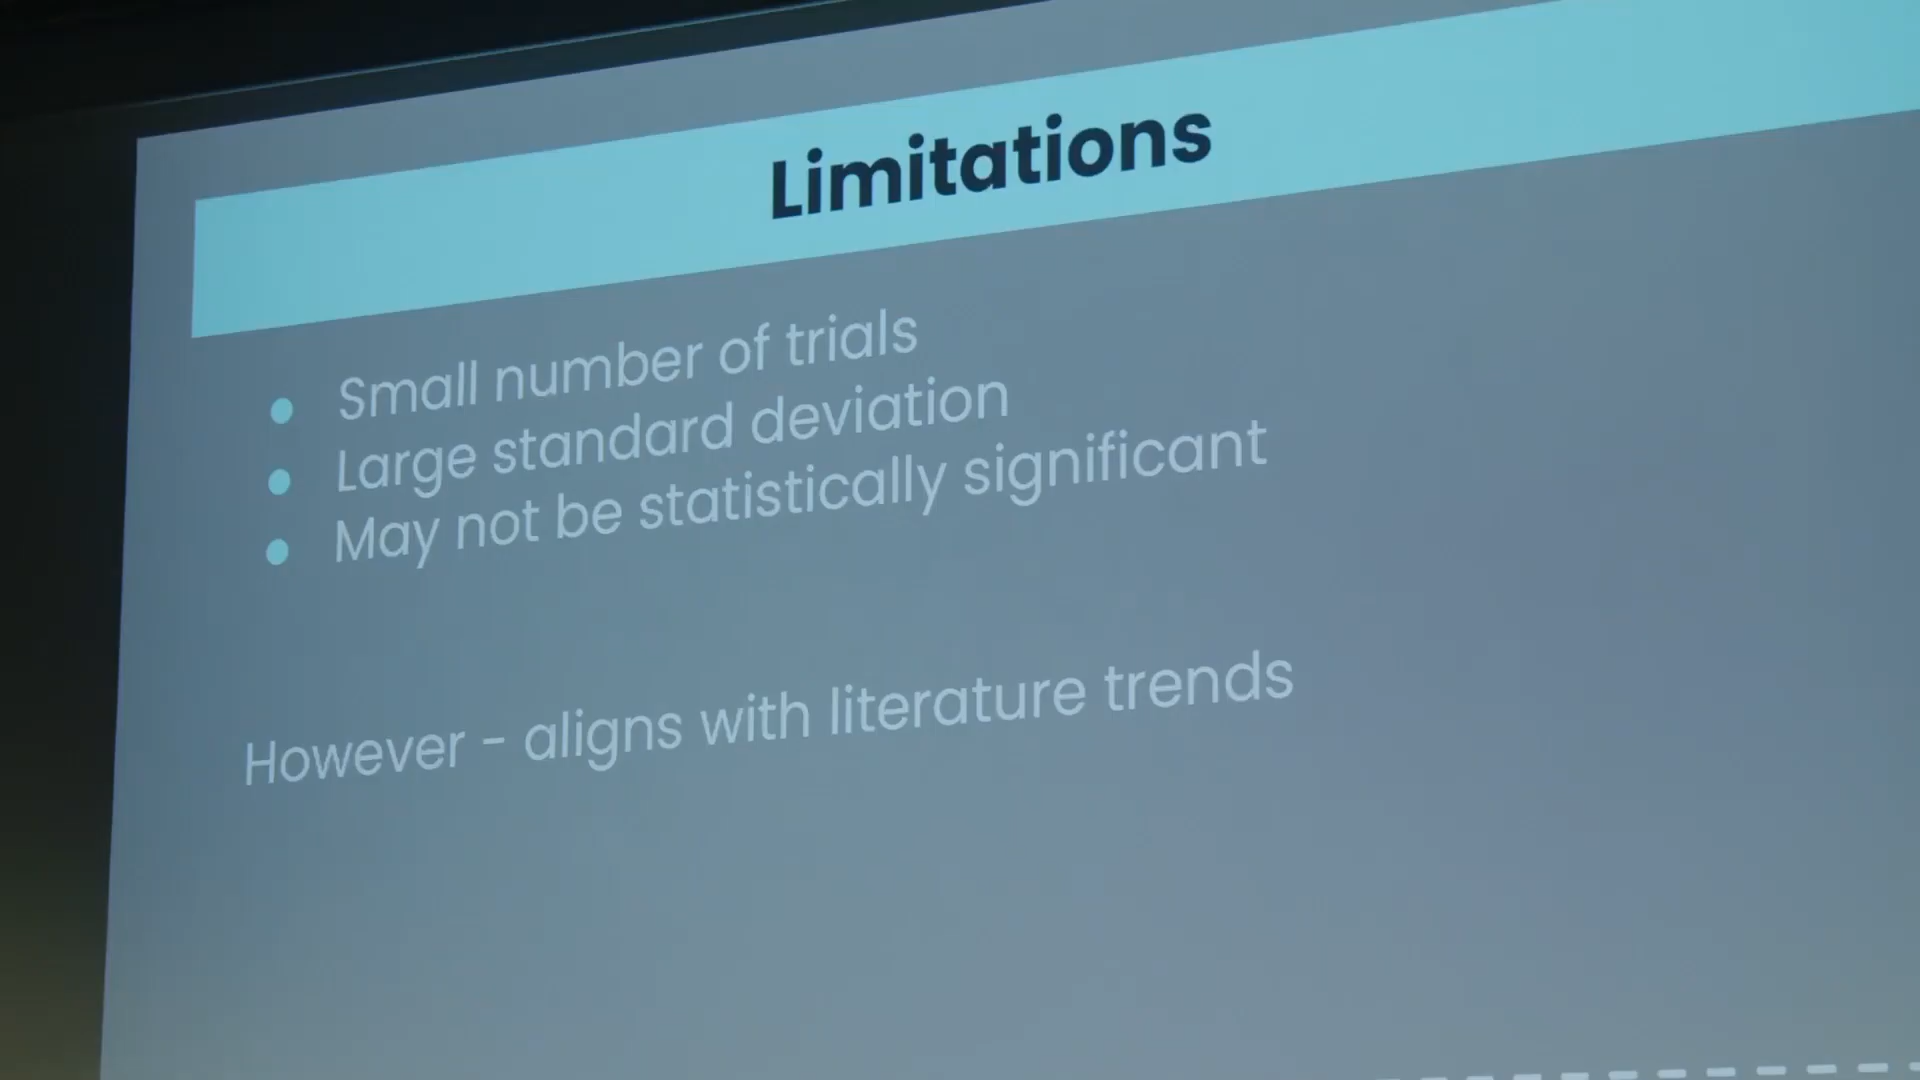 Limitations
Small number of trials
Large standard deviation
May not be statistically significant
However - aligns with literature trends